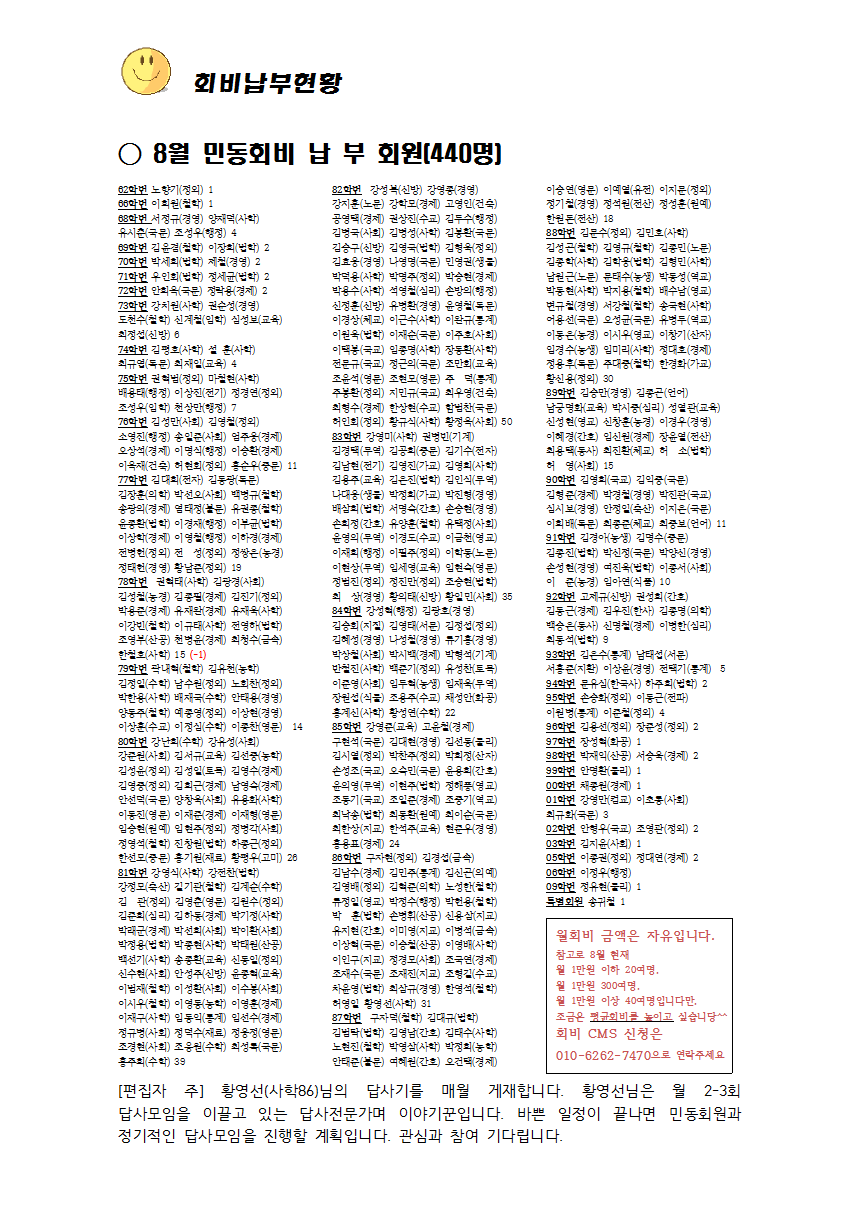 회비납부현황
○ 8월 민동회비 납 부 회원(440명)
62학번 노향기(정외) 1
66학번 이희원(철학) 1
68학번 서정규(경영) 양재덕(사학)
유시춘(국문) 조성우(행정) 4
69학번 김윤경(철학) 이장희(법학) 2
70학번 박세희(법학) 제철(경영) 2
71학번 우인회(법학) 정세균(법학) 2
72학번 안희옥(국문) 정락용(경제) 2
73학번 강치원(사학) 권순성(경영)
도천수(철학) 신계철(임학) 심성보(교육)
최정섭(신방) 6
74학번 김평호(사학) 설 훈(사학)
최규엽(독문) 최재일(교육) 4
75학번 권혁범(정외) 마철현(사학)
배용태(행정) 이상진(전기) 정경연(정외)
조성우(임학) 천상만(행정) 7
76학번 김성만(사회) 김영철(정외)
소영진(행정) 송일준(사회) 엄주웅(경제)
오상석(경제) 이명식(행정) 이승환(경제)
이욱재(건축) 허헌회(정외) 홍순우(중문) 11
77학번 김대회(전자) 김동광(독문)
김장훈(의학) 박선오(사회) 백병규(철학)
송광의(경제) 염태정(불문) 유권종(철학)
윤종환(법학) 이경재(행정) 이부균(법학)
이상학(경제) 이영철(행정) 이하경(경제)
전병헌(정외) 전 성(정외) 정쌍은(농경)
정태헌(경영) 황남준(정외) 19
78학번 권혁태(사학) 김당경(사회)
김성철(농경) 김종필(경제) 김진기(정외)
박용준(경제) 유재완(경제) 유재욱(사학)
이강빈(철학) 이규태(사학) 전영하(법학)
조영부(산공) 천병윤(경제) 최청수(금속)
한철호(사학) 15 (-1)
79학번 곽내혁(철학) 김유천(농학)
김정일(수학) 남수원(정외) 노회찬(정외)
박한용(사학) 배재국(수학) 안태용(경영)
양동주(철학) 예종영(정외) 이상헌(경영)
이상훈(수교) 이정심(수학) 이종찬(영문) 14
80학번 강난희(수학) 강유성(사회)
강준원(사회) 김서규(교육) 김선중(농학)
김성윤(정외) 김성일(토목) 김영수(경제)
김영중(정외) 김희근(경제) 남영숙(경제)
안선덕(국문) 양창욱(사회) 유용화(사학)
이동진(영문) 이재준(경제) 이재형(영문)
임승현(원예) 임현주(정외) 정병각(사회)
정영석(철학) 진창원(법학) 하종근(정외)
한선모(중문) 홍기원(재료) 황평우(고미) 26
81학번 강영식(사학) 강전찬(법학)
강정모(축산) 길기관(철학) 김계순(수학)
김 관(정외) 김영춘(영문) 김원수(정외)
김준희(심리) 김하동(경제) 박기정(사학)
박래군(경제) 박선희(사회) 박이환(사회)
박정용(법학) 박종현(사학) 박태원(산공)
백선기(사학) 송종환(교육) 신동일(정외)
신수현(사회) 안성주(신방) 윤종혁(교육)
이범재(철학) 이성환(사회) 이수봉(사회)
이시우(철학) 이영동(농학) 이영훈(경제)
이재구(사학) 임동익(통계) 임선수(경제)
정규명(사회) 정덕수(재료) 정웅정(영문)
조경현(사회) 조응원(수학) 최성록(국문)
홍주희(수학) 39
82학번 강성복(신방) 강영중(경영)
강지훈(노문) 강학모(경제) 고영인(건축)
공영택(경제) 권상진(수교) 김두수(행정)
김병국(사회) 김병성(사학) 김봉환(국문)
김승구(신방) 김영국(법학) 김형욱(정외)
김효웅(경영) 나영명(국문) 민영권(생물)
박덕용(사학) 박명주(정외) 박승현(경제)
박용수(사학) 석영철(심리) 손방의(행정)
신정훈(신방) 유병환(경영) 윤영철(독문)
이경상(체교) 이근수(사학) 이완규(통계)
이원욱(법학) 이재순(국문) 이주호(사회)
이택봉(국교) 임종명(사학) 장동환(사학)
전문규(국교) 정근의(국문) 조만희(교육)
조윤석(영문) 조헌모(영문) 주 덕(통계)
주봉환(정외) 지민규(국교) 최우영(건축)
최형수(경제) 한상현(수교) 함범찬(국문)
허인회(정외) 황규식(사학) 황정욱(사회) 50
83학번 강영미(사학) 권병빈(기계)
김경택(무역) 김공희(중문) 김기수(전자)
김남현(전기) 김영진(가교) 김영희(사학)
김용주(교육) 김은진(법학) 김인식(무역)
나대웅(생물) 박정희(가교) 박진형(경영)
배삼희(법학) 서명숙(간호) 손승현(경영)
손희정(간호) 유양훈(철학) 유택정(사회)
윤영의(무역) 이경도(수교) 이금천(영교)
이재회(행정) 이필주(정외) 이학동(노문)
이현상(무역) 임세영(교육) 임현숙(영문)
정범진(정외) 정진만(정외) 조승현(법학)
최 상(경영) 황의태(신방) 황일민(사회) 35
84학번 강성혁(행정) 김광호(경영)
김승희(지질) 김영태(서문) 김정섭(정외)
김혜성(경영) 나성철(경영) 류기홍(경영)
박상철(사회) 박시백(경제) 박형석(기계)
반철진(사학) 백준기(정외) 유성찬(토목)
이준영(사회) 임두혁(농생) 임재욱(무역)
장원섭(식물) 조용주(수교) 채성안(화공)
홍계신(사학) 황성연(수학) 22
85학번 강영준(교육) 고윤철(경제)
구현석(국문) 김대현(경영) 김선동(물리)
김시열(정외) 박찬주(정외) 박희정(산자)
손성조(국교) 오숙민(국문) 윤용희(간호)
윤의영(무역) 이현주(법학) 정해풍(영교)
조동기(국교) 조일준(경제) 조중기(역교)
최낙송(법학) 최동환(원예) 최이순(국문)
최한상(지교) 한석주(교육) 현준우(경영)
홍용표(경제) 24
86학번 구자현(정외) 김경섭(금속)
김남수(경제) 김민주(통계) 김신곤(의예)
김영배(정외) 김혁준(의학) 노성한(철학)
류정일(영교) 박정수(행정) 박현용(철학)
박 훈(법학) 손병휘(산공) 신용삼(지교)
유지현(간호) 이미영(지교) 이병석(금속)
이상혁(국문) 이승철(산공) 이영배(사학)
이인구(지교) 정경모(사회) 조국연(경제)
조재수(국문) 조재진(지교) 조형길(수교)
차윤영(법학) 최삼규(경영) 한영석(철학)
허영일 황영선(사학) 31
87학번 구자덕(철학) 김대규(법학)
김범탁(법학) 김영남(간호) 김태수(사학)
노현진(철학) 박영삼(사학) 박정회(농학)
안태준(불문) 여혜원(간호) 오건택(경제)
이승연(영문) 이예열(유전) 이지문(정외)
정기철(경영) 정석원(전산) 정성훈(원예)
한원돈(전산) 18
88학번 김문수(정외) 김민호(사학)
김성곤(철학) 김영규(철학) 김종민(노문)
김종학(사학) 김학용(법학) 김형민(사학)
남원근(노문) 문태수(농생) 박동성(역교)
박동현(사학) 박지용(철학) 배수남(영교)
변규철(경영) 서강철(철학) 송국현(사학)
어용선(국문) 오성균(국문) 유병두(역교)
이동은(농경) 이시우(영교) 이창기(산자)
임경수(농생) 임미리(사학) 정대호(경제)
정용후(독문) 주대중(철학) 한경화(가교)
황신용(정외) 30
89학번 김승만(경영) 김종곤(언어)
남궁명화(교육) 박시중(심리) 성열관(교육)
신성현(영교) 신창훈(농경) 이경우(경영)
이혜경(간호) 임신원(경제) 장윤열(전산)
최용택(동사) 최진환(체교) 허 소(법학)
허 영(사회) 15
90학번 김영희(국교) 김익중(국문)
김형준(경제) 박경철(경영) 박진관(국교)
심시보(경영) 안정일(축산) 이지은(국문)
이희배(독문) 최종준(체교) 최중보(언어) 11
91학번 김경아(농생) 김명수(중문)
김종진(법학) 박신정(국문) 박양신(경영)
손성현(경영) 여진욱(법학) 이종서(사회)
이 준(농경) 임아연(식품) 10
92학번 고제규(신방) 권성희(간호)
김동근(경제) 김우진(한사) 김종명(의학)
백승은(동사) 신명철(경제) 이병한(심리)
최동석(법학) 9
93학번 김은수(통계) 남태섭(서문)
서홍준(지환) 이상윤(경영) 전택기(통계) 5
94학번 문유심(한국사) 하주희(법학) 2
95학번 손승화(정외) 이동근(전파)
이원병(통계) 이준철(정외) 4
96학번 김용선(정외) 장준성(정외) 2
97학번 장성혁(화공) 1
98학번 박재익(산공) 서승욱(경제) 2
99학번 안명환(물리) 1
00학번 채종원(경제) 1
01학번 강영만(컴교) 이초롱(사회)
최규화(국문) 3
02학번 안형우(국교) 조영관(정외) 2
03학번 김지윤(사회) 1
05학번 이종권(정외) 정대연(경제) 2
06학번 이정우(행정)
09학번 정유현(물리) 1
특별회원 송귀철 1
월회비 금액은 자유입니다.
참고로 8월 현재
월 1만원 이하 20여명,
월 1만원 300여명,
월 1만원 이상 40여명입니다만,
조금은 평균회비를 높이고 싶습니당^^
회비 CMS 신청은
010-6262-7470으로 연락주세요
[편집자 주] 황영선(사학86)님의 답사기를 매월 게재합니다. 황영선님은 월 2-3회
답사모임을 이끌고 있는 답사전문가며 이야기꾼입니다. 바쁜 일정이 끝나면 민동회원과
정기적인 답사모임을 진행할 계획입니다. 관심과 참여 기다립니다.